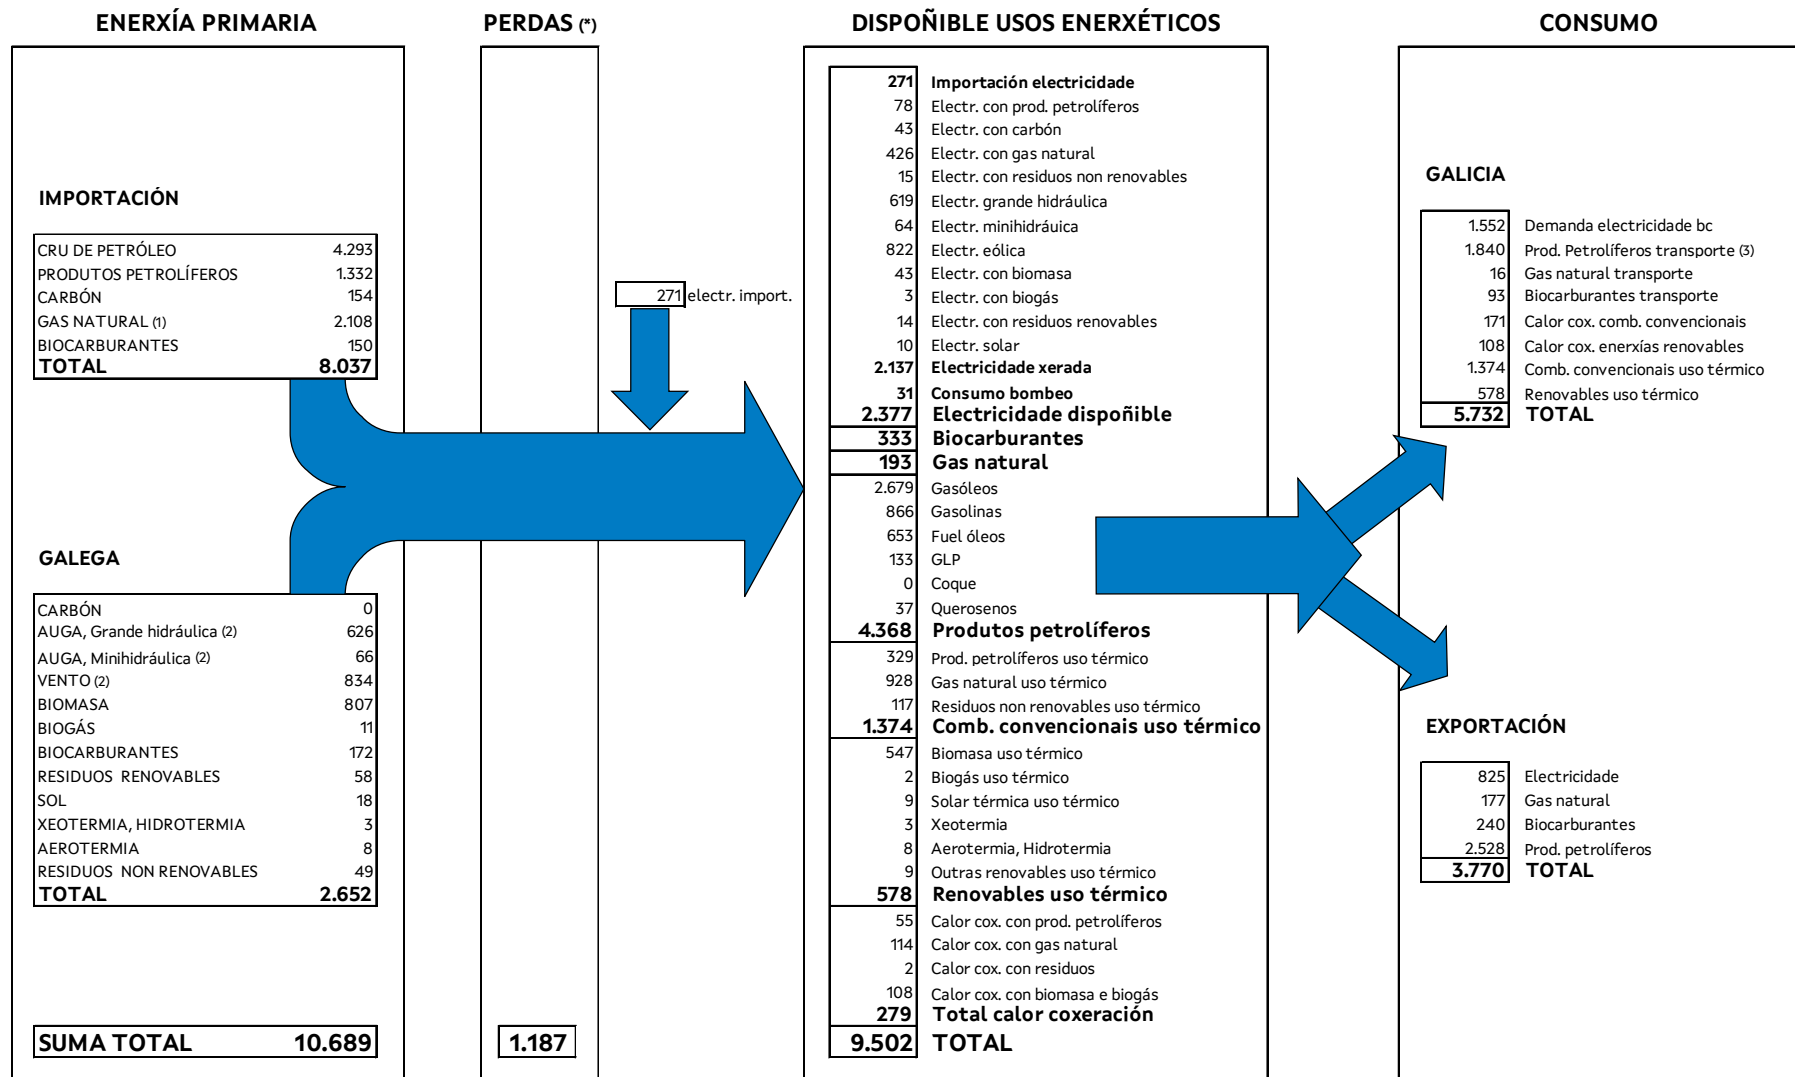 ENERXÍA PRIMARIA
IMPORTACIÓN
CRU DE PETRÓLEO 4.293
PRODUTOS PETROLÍFEROS 1.332
CARBÓN 154
GAS NATURAL (1) 2.108
BIOCARBURANTES 150
TOTAL 8.037
GALEGA
CARBÓN 0
AUGA, Grande hidráulica (2) 626
AUGA, Minihidráulica (2) 66
VENTO (2) 834
BIOMASA 807
BIOGÁS 11
BIOCARBURANTES 172
RESIDUOS RENOVABLES 58
SOL 18
XEOTERMIA, HIDROTERMIA 3
AEROTERMIA 8
RESIDUOS NON RENOVABLES 49
TOTAL 2.652
SUMA TOTAL 10.689
PERDAS (*)
1.187
271 electr. import.
DISPOÑIBLE USOS ENERXÉTICOS
271 Importación electricidade
78 Electr. con prod. petrolíferos
43 Electr. con carbón
426 Electr. con gas natural
15 Electr. con residuos non renovables
619 Electr. grande hidráulica
64 Electr. minihidráuica
822 Electr. eólica
43 Electr. con biomasa
3 Electr. con biogás
14 Electr. con residuos renovables
10 Electr. solar
2.137 Electricidade xerada
31 Consumo bombeo
2.377 Electricidade dispoñible
333 Biocarburantes
193 Gas natural
2.679 Gasóleos
866 Gasolinas
653 Fuel óleos
133 GLP
0 Coque
37 Querosenos
4.368 Produtos petrolíferos
329 Prod. petrolíferos uso térmico
928 Gas natural uso térmico
117 Residuos non renovables uso térmico
1.374 Comb. convencionais uso térmico
547 Biomasa uso térmico
2 Biogás uso térmico
9 Solar térmica uso térmico
3 Xeotermia
8 Aerotermia, Hidrotermia
9 Outras renovables uso térmico
578 Renovables uso térmico
55 Calor cox. con prod. petrolíferos
114 Calor cox. con gas natural
2 Calor cox. con residuos
108 Calor cox. con biomasa e biogás
279 Total calor coxeración
9.502 TOTAL
CONSUMO
GALICIA
1.552 Demanda electricidade bc
1.840 Prod. Petrolíferos transporte (3)
16 Gas natural transporte
93 Biocarburantes transporte
171 Calor cox. comb. convencionais
108 Calor cox. enerxías renovables
1.374 Comb. convencionais uso térmico
578 Renovables uso térmico
5.732 TOTAL
EXPORTACIÓN
825 Electricidade
177 Gas natural
240 Biocarburantes
2.528 Prod. petrolíferos
3.770 TOTAL